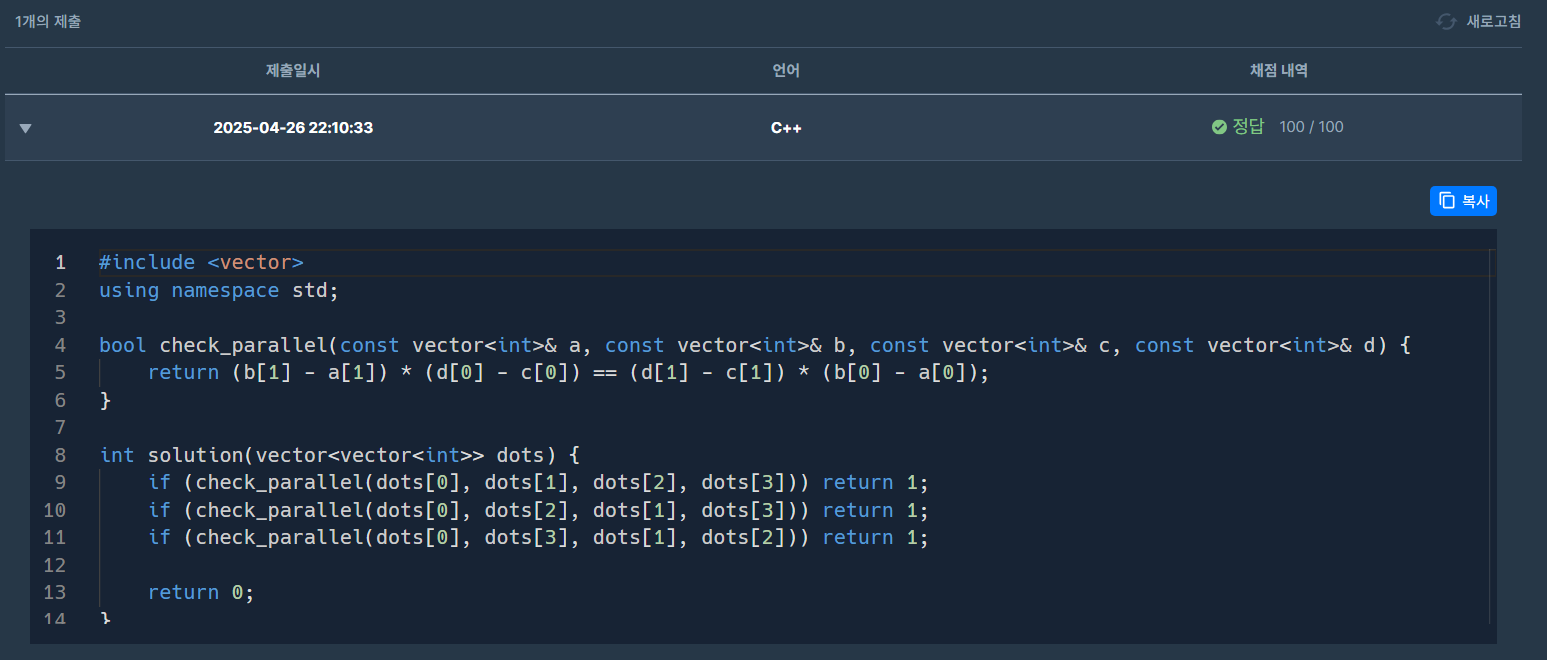 1개의 제출
새로고침
제출일시 언어 채점 내역
2025-04-26 22:10:33 C++ 정답 100 / 100
복사
1 #include <vector>
2 using namespace std;
3
4 bool check_parallel(const vector<int>& a, const vector<int>& b, const vector<int>& c, const vector<int>& d) {
5     return (b[1] - a[1]) * (d[0] - c[0]) == (d[1] - c[1]) * (b[0] - a[0]);
6 }
7
8 int solution(vector<vector<int>> dots) {
9     if (check_parallel(dots[0], dots[1], dots[2], dots[3])) return 1;
10     if (check_parallel(dots[0], dots[2], dots[1], dots[3])) return 1;
11     if (check_parallel(dots[0], dots[3], dots[1], dots[2])) return 1;
12
13     return 0;
14 }